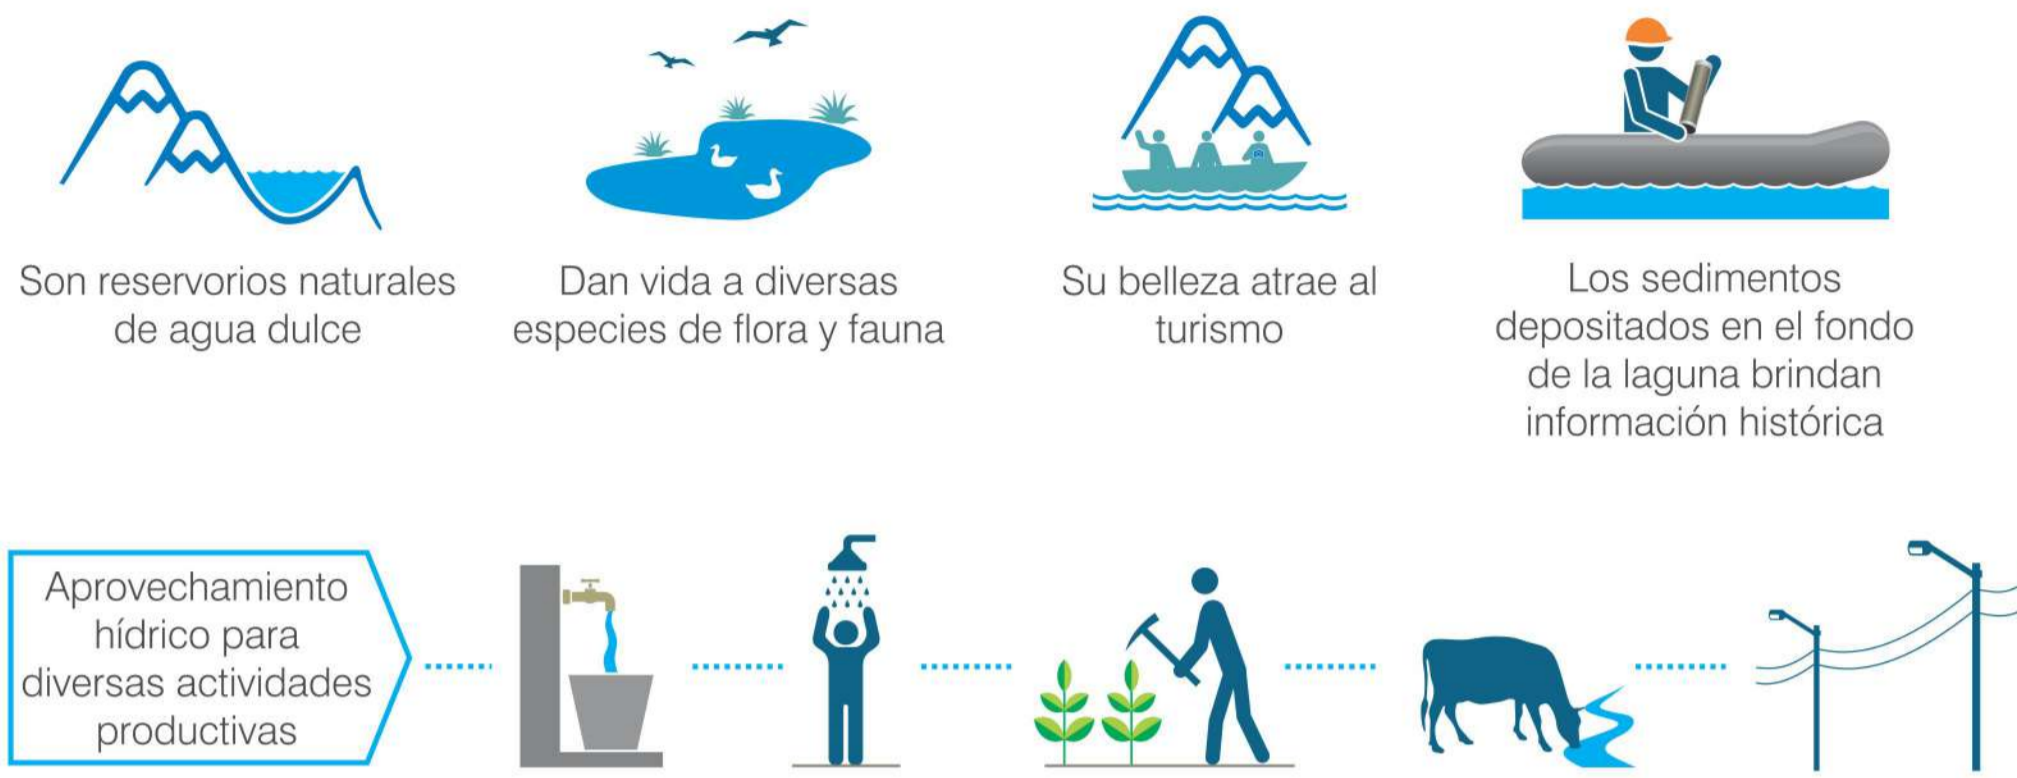 Son reservorios naturales
de agua dulce
Dan vida a diversas
especies de flora y fauna
Su belleza atrae al
turismo
Los sedimentos
depositados en el fondo
de la laguna brindan
información histórica
Aprovechamiento
hídrico para
diversas actividades
productivas